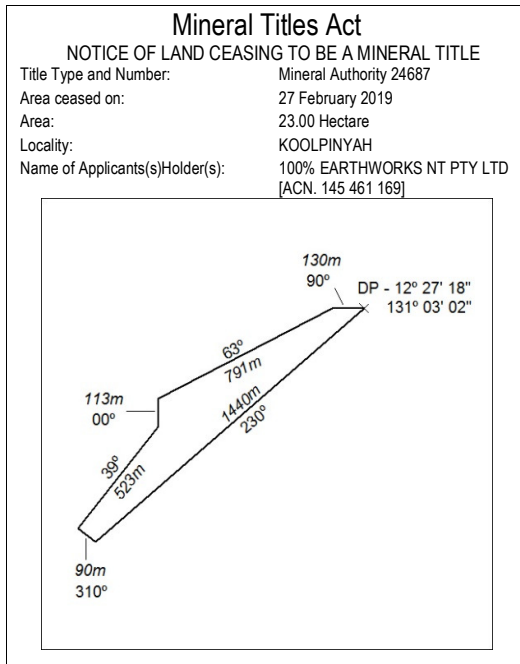 Mineral Titles Act
NOTICE OF LAND CEASING TO BE A MINERAL TITLE
Title Type and Number: Mineral Authority 24687
Area ceased on: 27 February 2019
Area: 23.00 Hectare
Locality: KOOLPINYAH
Name of Applicants(s)Holder(s): 100% EARTHWORKS NT PTY LTD
[ACN. 145 461 169]
130m
90º
DP - 12º 27' 18"
131º 03' 02"
63º
791m
113m
00º
1440m
230º
39º
523m
90m
310º